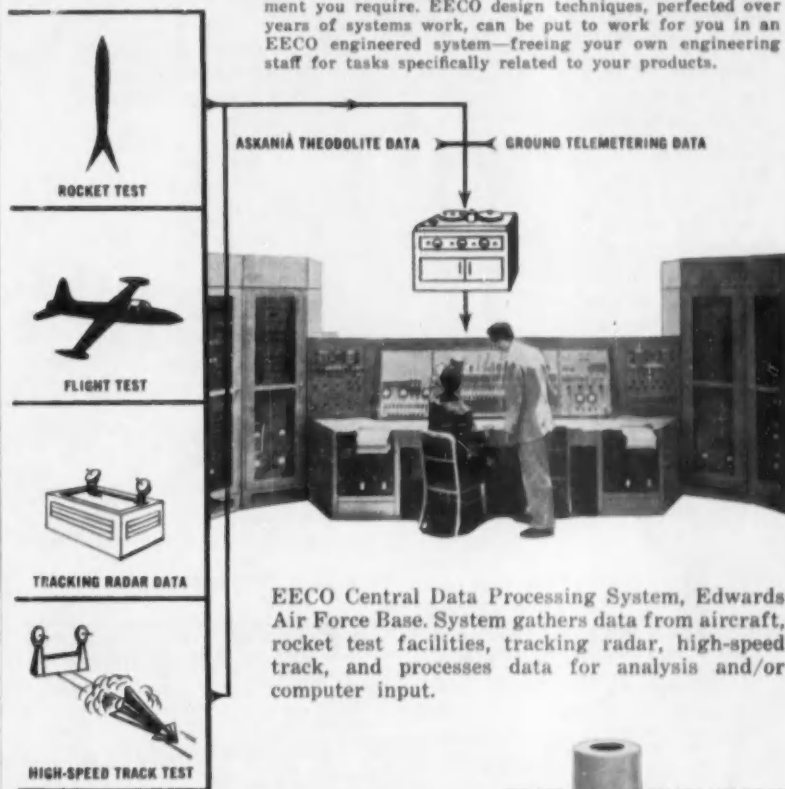 ment you require. EECO design techniques, perfected over
years of systems work, can be put to work for you in an
EECO engineered system—freeing your own engineering
staff for tasks specifically related to your products.
ASKANIA THEODOLITE DATA
GROUND TELEMETERING DATA
ROCKET TEST
FLIGHT TEST
TRACKING RADAR DATA
HIGH-SPEED TRACK TEST
EECO Central Data Processing System, Edwards
Air Force Base. System gathers data from aircraft,
rocket test facilities, tracking radar, high-speed
track, and processes data for analysis and/or
computer input.